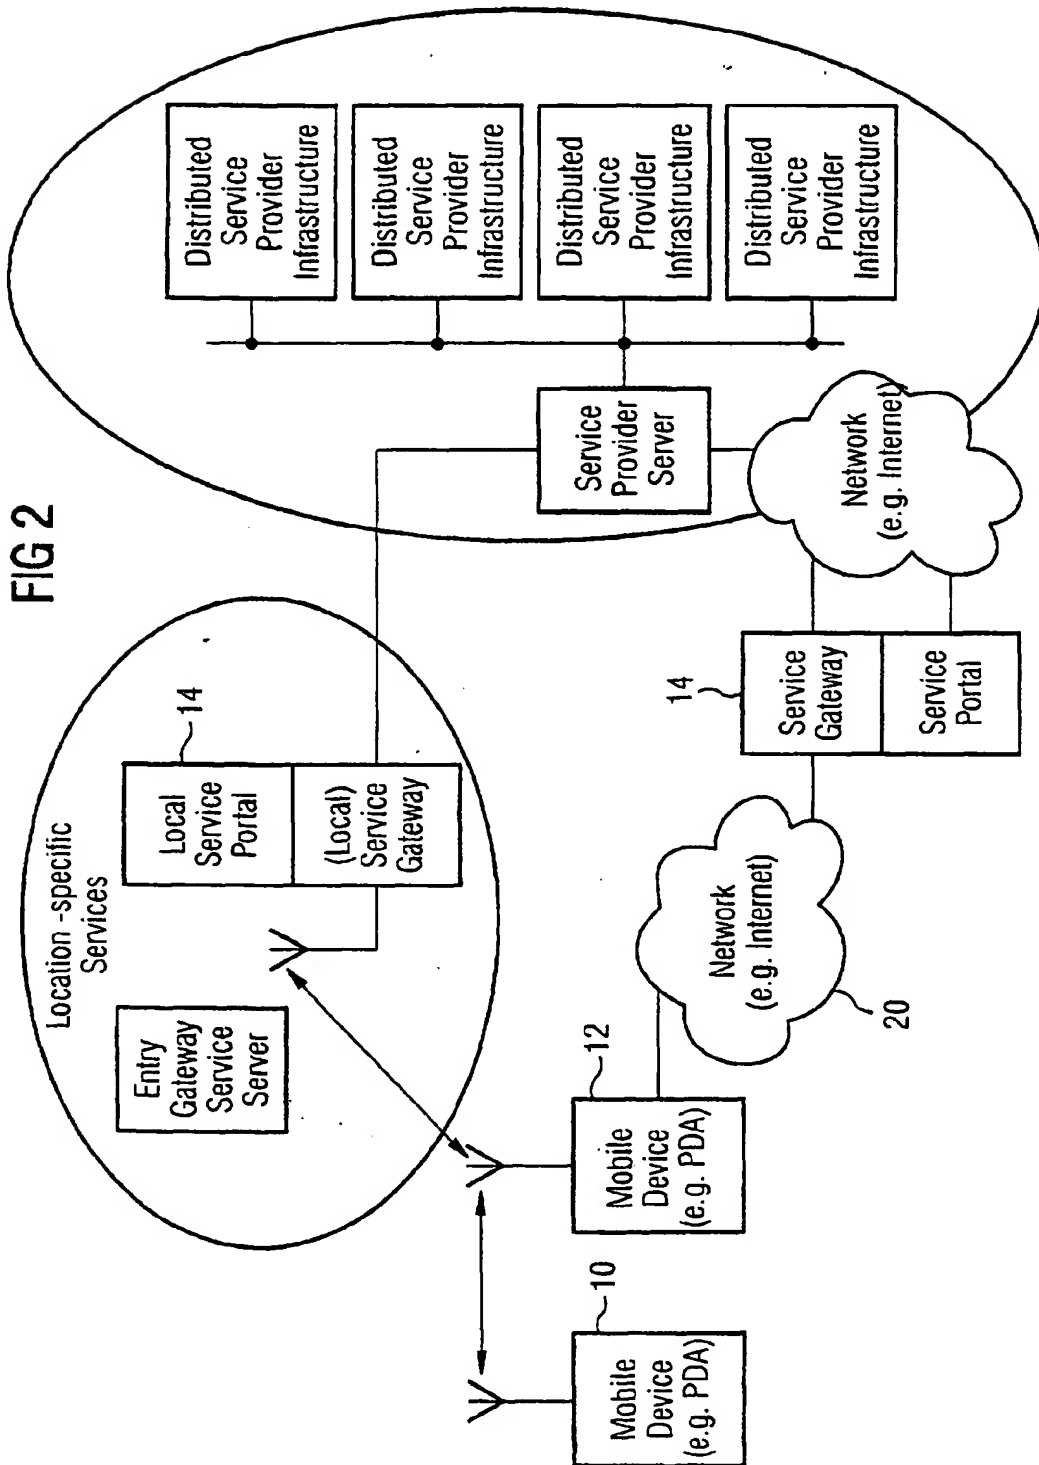 FIG 2
Location -specific
Services
Entry
Gateway
Service
Server
Local
Service
Portal
14
(Local)
Service
Gateway
Distributed
Service
Provider
Infrastructure
Distributed
Service
Provider
Infrastructure
Distributed
Service
Provider
Infrastructure
Distributed
Service
Provider
Infrastructure
Service
Provider
Server
Mobile
Device
(e.g. PDA)
10
Mobile
Device
(e.g. PDA)
12
Network
(e.g. Internet)
20
Service
Gateway
14
Service
Portal
Network
(e.g. Internet)